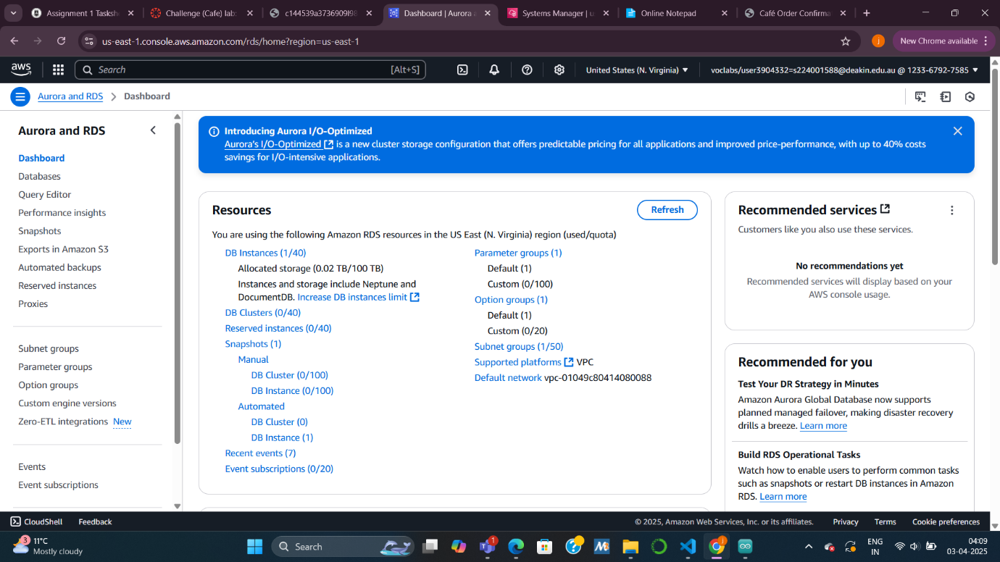 Assignment 1 Taskshe
Challenge (Cafe) lab:
c144539a3736909l98
Dashboard | Aurora a
Systems Manager | u
Online Notepad
Café Order Confirma
us-east-1.console.aws.amazon.com/rds/home?region=us-east-1
j
New Chrome available
aws
Search
[Alt+S]
United States (N. Virginia)
voclabs/user3904332=s224001588@deakin.edu.au @ 1233-6792-7585
Aurora and RDS
Dashboard
Aurora and RDS
Dashboard
Databases
Query Editor
Performance insights
Snapshots
Exports in Amazon S3
Automated backups
Reserved instances
Proxies
Subnet groups
Parameter groups
Option groups
Custom engine versions
Zero-ETL integrations New
Events
Event subscriptions
Introducing Aurora I/O-Optimized
Aurora's I/O-Optimized is a new cluster storage configuration that offers predictable pricing for all applications and improved price-performance, with up to 40% costs
savings for I/O-intensive applications.
Resources
Refresh
You are using the following Amazon RDS resources in the US East (N. Virginia) region (used/quota)
DB Instances (1/40)
Allocated storage (0.02 TB/100 TB)
Instances and storage include Neptune and
DocumentDB. Increase DB instances limit
DB Clusters (0/40)
Reserved instances (0/40)
Snapshots (1)
Manual
DB Cluster (0/100)
DB Instance (0/100)
Automated
DB Cluster (0)
DB Instance (1)
Recent events (7)
Event subscriptions (0/20)
Parameter groups (1)
Default (1)
Custom (0/100)
Option groups (1)
Default (1)
Custom (0/20)
Subnet groups (1/50)
Supported platforms VPC
Default network vpc-01049c80414080088
Recommended services
Customers like you also use these services.
No recommendations yet
Recommended services will display based on your
AWS console usage.
Recommended for you
Test Your DR Strategy in Minutes
Amazon Aurora Global Database now supports
planned managed failover, making disaster recovery
drills a breeze. Learn more
Build RDS Operational Tasks
Watch how to enable users to perform common tasks
such as snapshots or restart DB instances in Amazon
RDS. Learn more
CloudShell
Feedback
© 2025, Amazon Web Services, Inc. or its affiliates.
Privacy
Terms
Cookie preferences
3
11°C
Mostly cloudy
Search
1
j
ENG
IN
04:09
03-04-2025